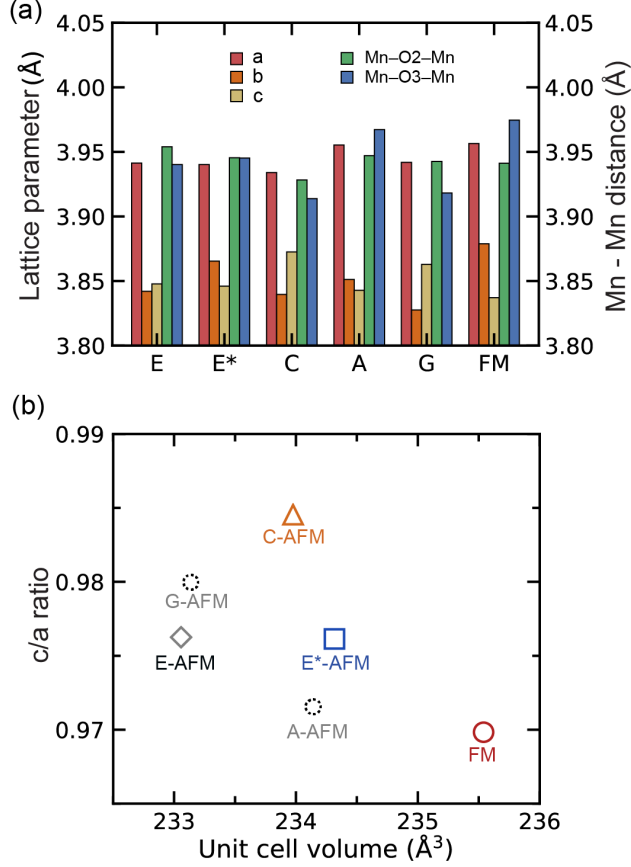 (a)
4.05
4.00
3.95
3.90
3.85
3.80
Lattice parameter (Å)
a
b
c
Mn–O2–Mn
Mn–O3–Mn
4.05
4.00
3.95
3.90
3.85
3.80
Mn - Mn distance (Å)
E E* C A G FM
(b)
0.99
0.98
0.97
c/a ratio
C-AFM
G-AFM
E-AFM
E*-AFM
A-AFM
FM
233 234 235 236
Unit cell volume (Å³)